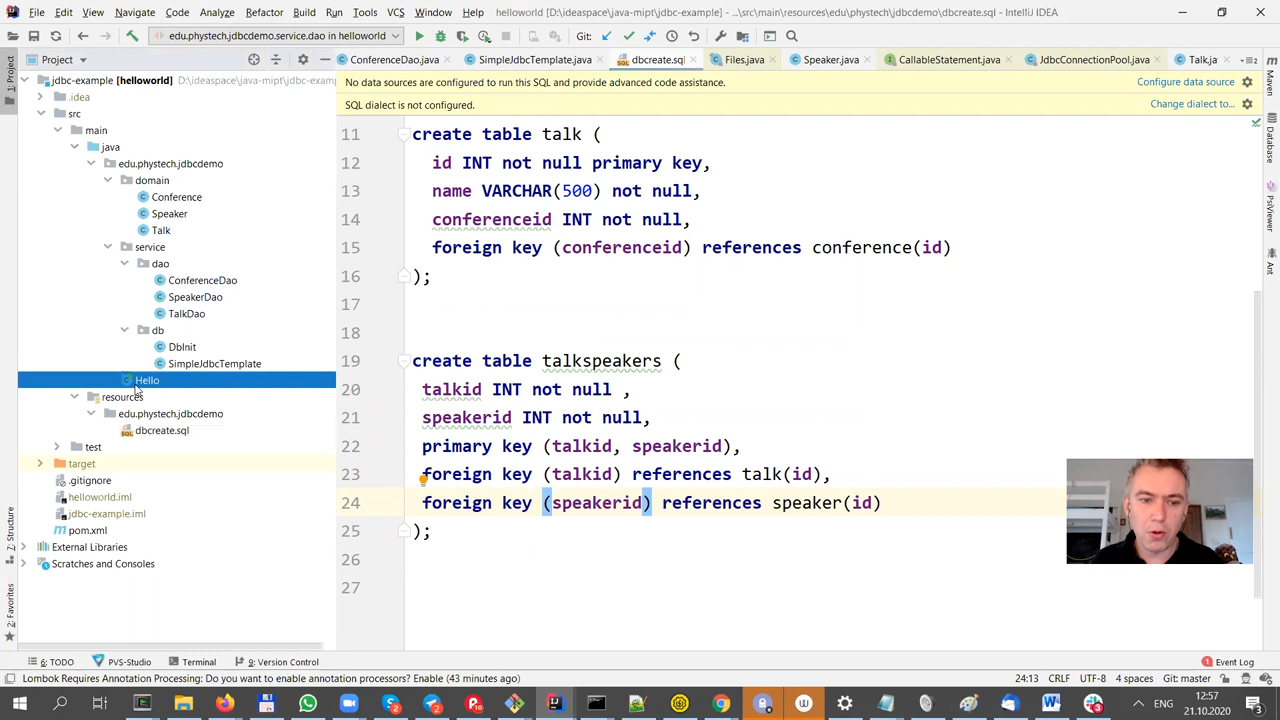 File Edit View Navigate Code Analyze Refactor Build Run Tools VCS Window Help helloworld [D:\ideaspace\java-mipt\jdbc_demo] - ...\src\main\resources\edu\phystech\jdbcdemo\dbcreate.sql - IntelliJ IDEA
edu.phystech.jdbcdemo.service.dao in helloworld Git:
Project ConferenceDao.java SimpleJdbcTemplate.java dbcreate.sql Files.java Speaker.java CallableStatement.java JdbcConnectionPool.java Talk.ja
1: Project
jdbc-example [helloworld] D:\ideaspace\java-mipt\jdbc-exam
.idea
src
main
java
edu.phystech.jdbcdemo
domain
Conference
Speaker
Talk
service
dao
ConferenceDao
SpeakerDao
TalkDao
db
DbInit
SimpleJdbcTemplate
Hello
resources
edu.phystech.jdbcdemo
dbcreate.sql
test
target
.gitignore
helloworld.iml
jdbc-example.iml
pom.xml
External Libraries
Scratches and Consoles
Z: Structure
2: Favorites
No data sources are configured to run this SQL and provide advanced code assistance. Configure data source
SQL dialect is not configured. Change dialect to...
11 create table talk (
12 id INT not null primary key,
13 name VARCHAR(500) not null,
14 conferenceid INT not null,
15 foreign key (conferenceid) references conference(id)
16 );
17
18
19 create table talkspeakers (
20 talkid INT not null ,
21 speakerid INT not null,
22 primary key (talkid, speakerid),
23 foreign key (talkid) references talk(id),
24 foreign key (speakerid) references speaker(id)
25 );
26
27
Maven
Database
PsiViewer
Ant
6: TODO PVS-Studio Terminal 9: Version Control 1 Event Log
Lombok Requires Annotation Processing: Do you want to enable annotation processors? Enable (43 minutes ago) 24:13 CRLF UTF-8 4 spaces Git: master
ENG 12:57
21.10.2020